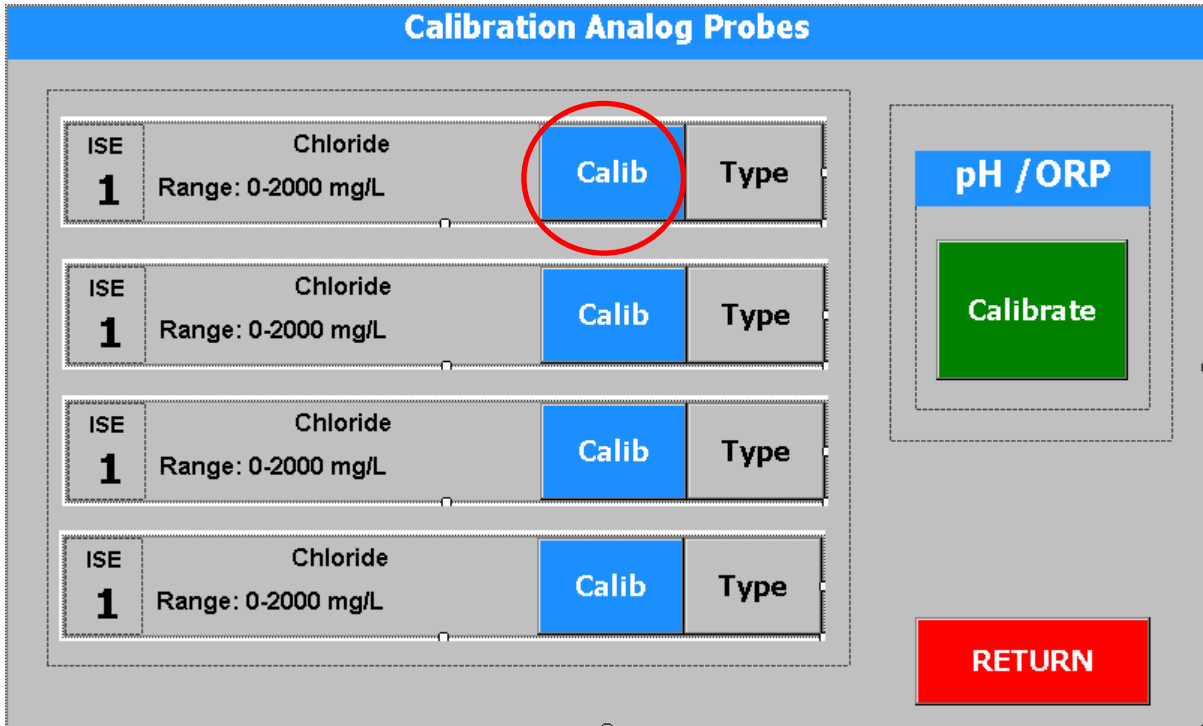 Calibration Analog Probes
ISE
1
Chloride
Range: 0-2000 mg/L
Calib
Type
ISE
1
Chloride
Range: 0-2000 mg/L
Calib
Type
ISE
1
Chloride
Range: 0-2000 mg/L
Calib
Type
ISE
1
Chloride
Range: 0-2000 mg/L
Calib
Type
pH /ORP
Calibrate
RETURN